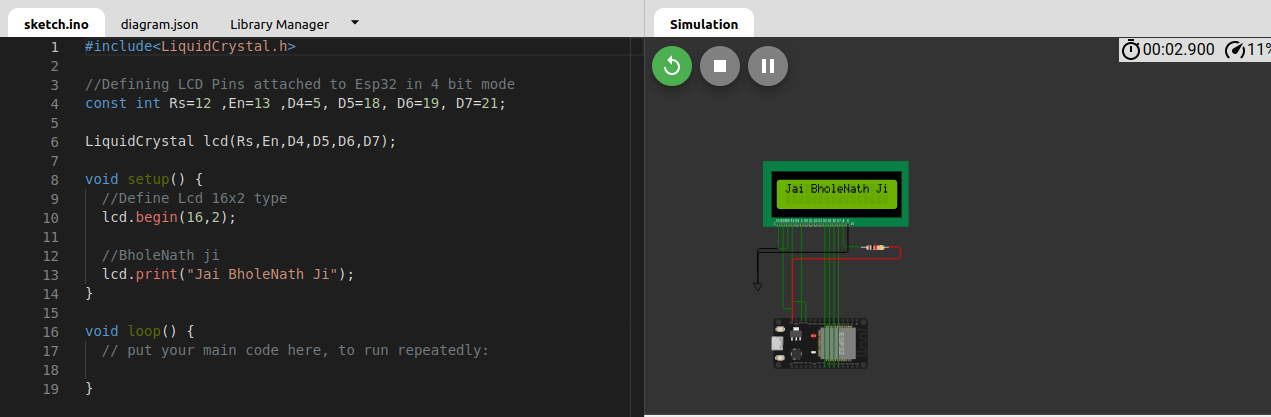 sketch.ino diagram.json Library Manager
Simulation
1 #include<LiquidCrystal.h>
2
3 //Defining LCD Pins attached to Esp32 in 4 bit mode
4 const int Rs=12 ,En=13 ,D4=5, D5=18, D6=19, D7=21;
5
6 LiquidCrystal lcd(Rs,En,D4,D5,D6,D7);
7
8 void setup() {
9 //Define Lcd 16x2 type
10 lcd.begin(16,2);
11
12 //BholeNath ji
13 lcd.print("Jai BholeNath Ji");
14 }
15
16 void loop() {
17 // put your main code here, to run repeatedly:
18
19 }
00:02.900 11%
Jai BholeNath Ji